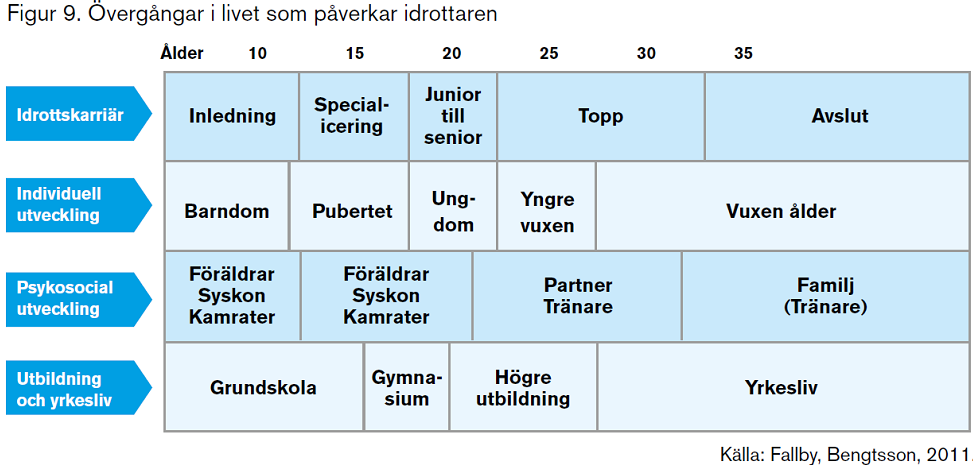 Figur 9. Övergångar i livet som påverkar idrottaren
Ålder 10 15 20 25 30 35
Idrottskarriär
Inledning
Special-
icering
Junior
till
senior
Topp
Avslut
Individuell
utveckling
Barndom
Pubertet
Ung-
dom
Yngre
vuxen
Vuxen ålder
Psykosocial
utveckling
Föräldrar
Syskon
Kamrater
Föräldrar
Syskon
Kamrater
Partner
Tränare
Familj
(Tränare)
Utbildning
och yrkesliv
Grundskola
Gymna-
sium
Högre
utbildning
Yrkesliv
Källa: Fallby, Bengtsson, 2011.